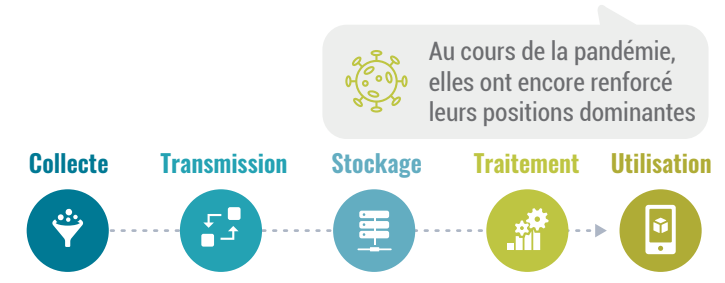 Au cours de la pandémie,
elles ont encore renforcé
leurs positions dominantes
Collecte Transmission Stockage Traitement Utilisation